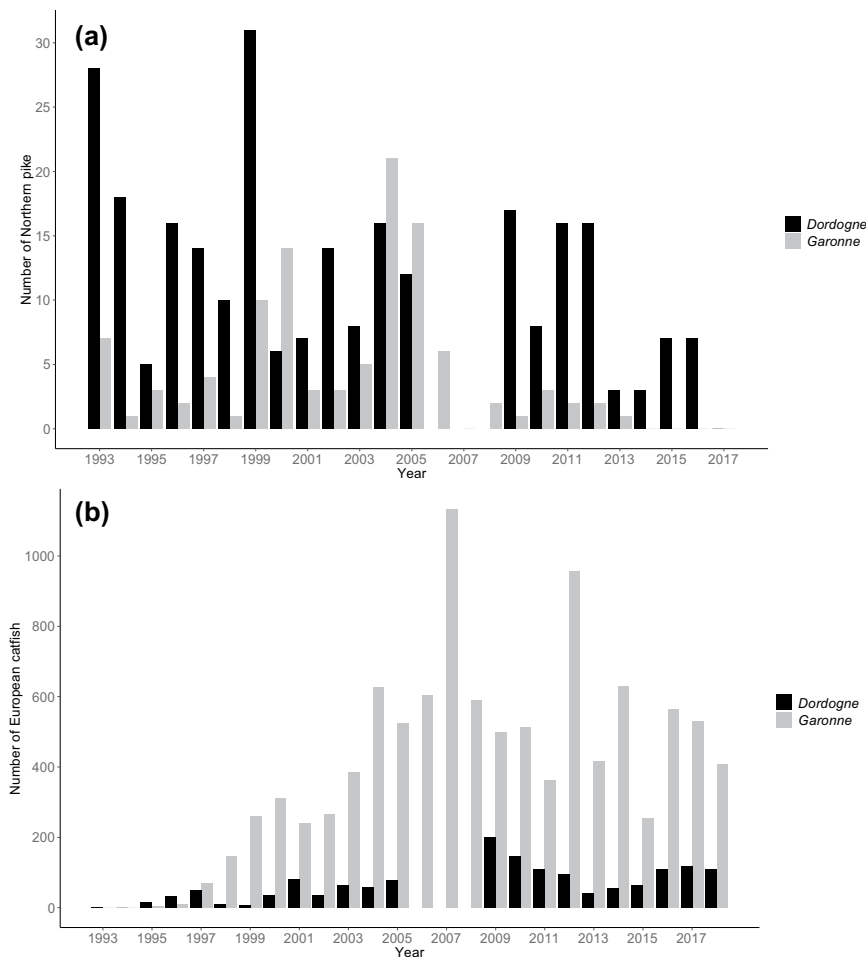 (a)
30
25
20
15
10
5
0
Number of Northern pike
1993 1995 1997 1999 2001 2003 2005 2007 2009 2011 2013 2015 2017
Year
Dordogne
Garonne
(b)
1000
800
600
400
200
0
Number of European catfish
1993 1995 1997 1999 2001 2003 2005 2007 2009 2011 2013 2015 2017
Year
Dordogne
Garonne